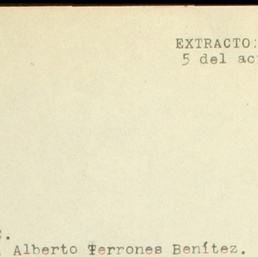 EXTRACTO:
5 del ac
.
Alberto Terrones Benítez.